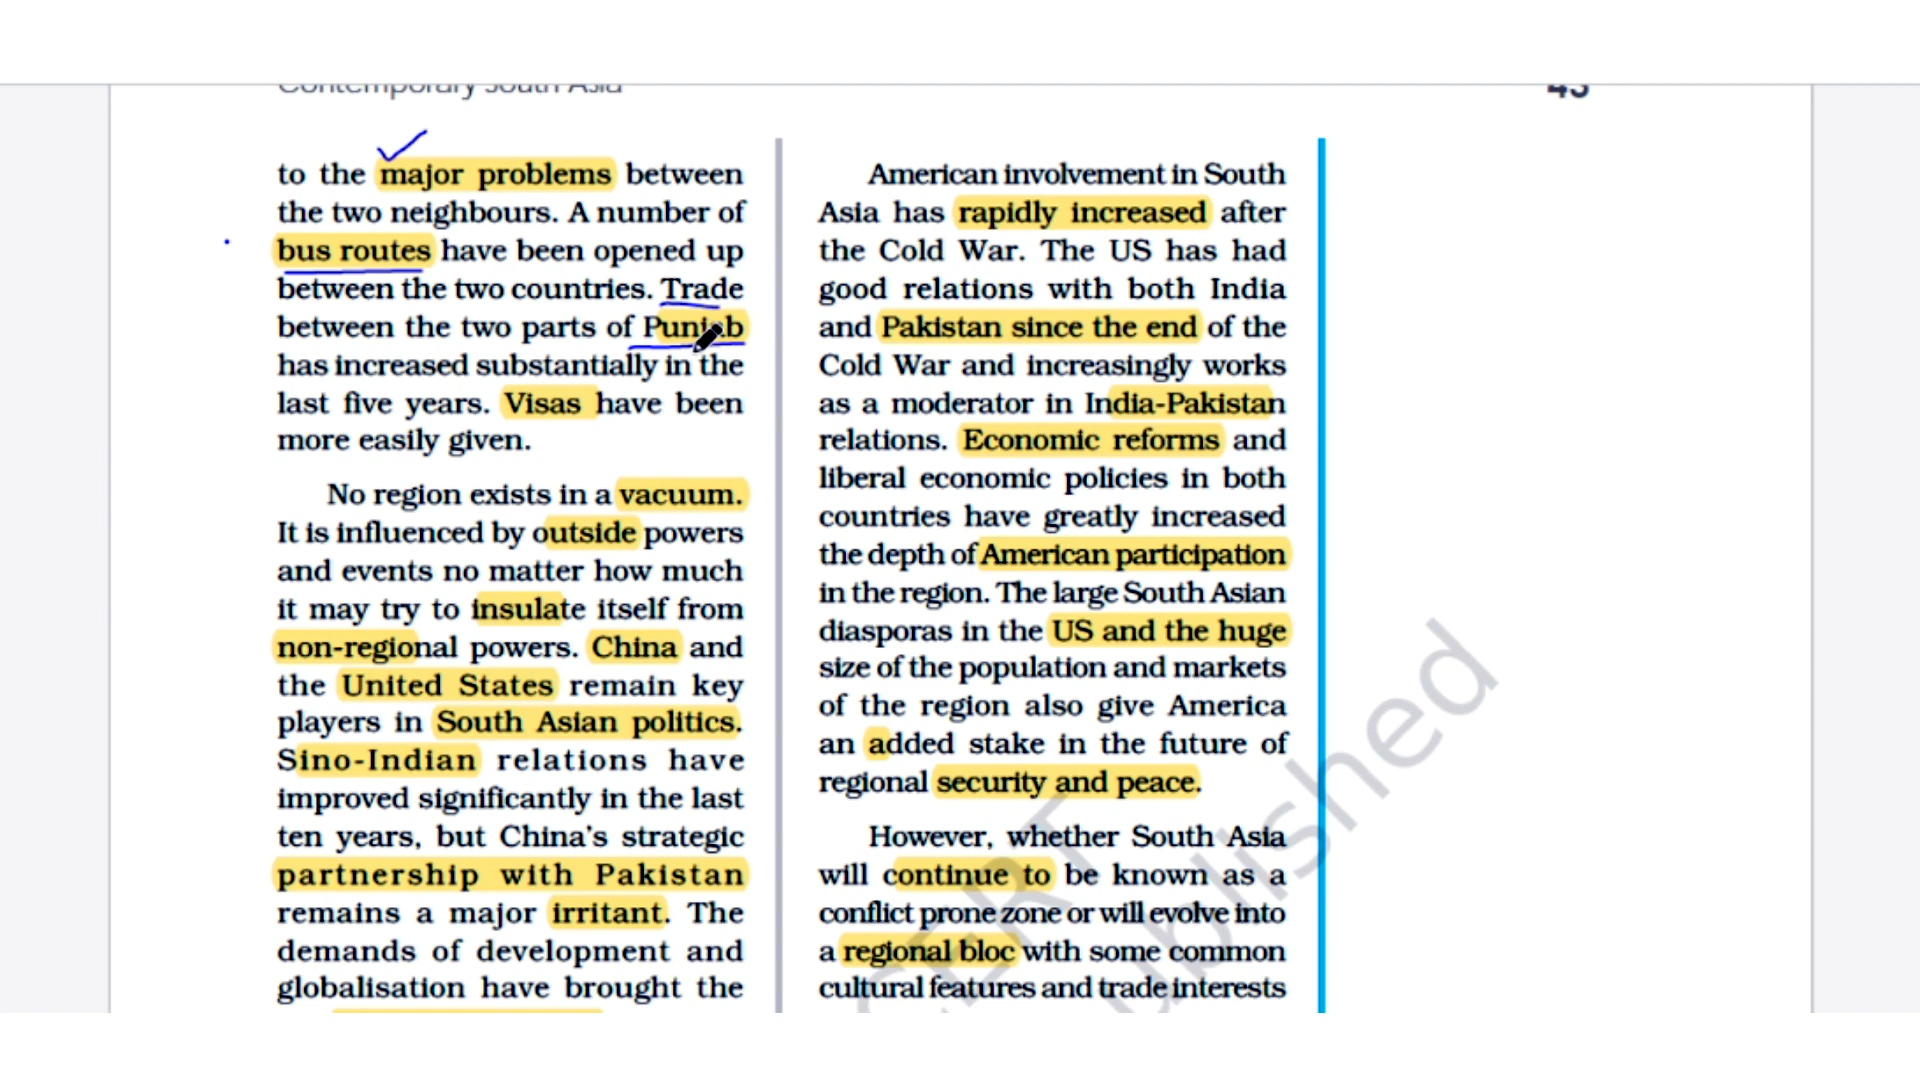 Contemporary South Asia
43
to the major problems between
the two neighbours. A number of
bus routes have been opened up
between the two countries. Trade
between the two parts of Punjab
has increased substantially in the
last five years. Visas have been
more easily given.
No region exists in a vacuum.
It is influenced by outside powers
and events no matter how much
it may try to insulate itself from
non-regional powers. China and
the United States remain key
players in South Asian politics.
Sino-Indian relations have
improved significantly in the last
ten years, but China’s strategic
partnership with Pakistan
remains a major irritant. The
demands of development and
globalisation have brought the
American involvement in South
Asia has rapidly increased after
the Cold War. The US has had
good relations with both India
and Pakistan since the end of the
Cold War and increasingly works
as a moderator in India-Pakistan
relations. Economic reforms and
liberal economic policies in both
countries have greatly increased
the depth of American participation
in the region. The large South Asian
diasporas in the US and the huge
size of the population and markets
of the region also give America
an added stake in the future of
regional security and peace.
However, whether South Asia
will continue to be known as a
conflict prone zone or will evolve into
a regional bloc with some common
cultural features and trade interests